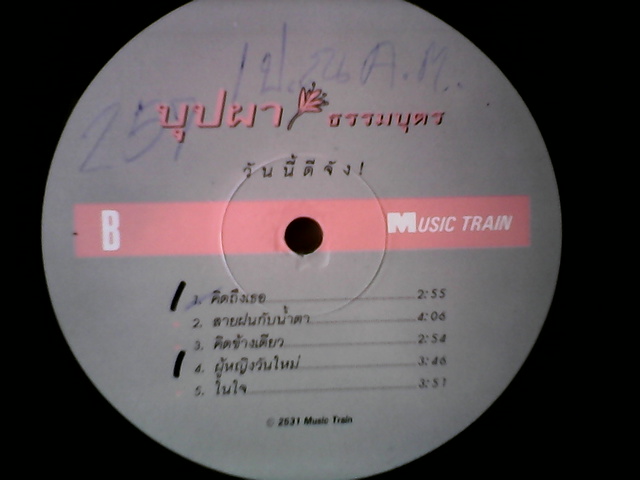 บุปผา ธรรมบุตร
วันนี้ดีจัง!
B MUSIC TRAIN
1. คิดถึงเธอ 2:55
2. สายฝนกับน้ำตา 4:06
3. คิดข้างเดียว 2:54
4. ผู้หญิงวันใหม่ 3:46
5. ในใจ 3:51
© 2531 Music Train